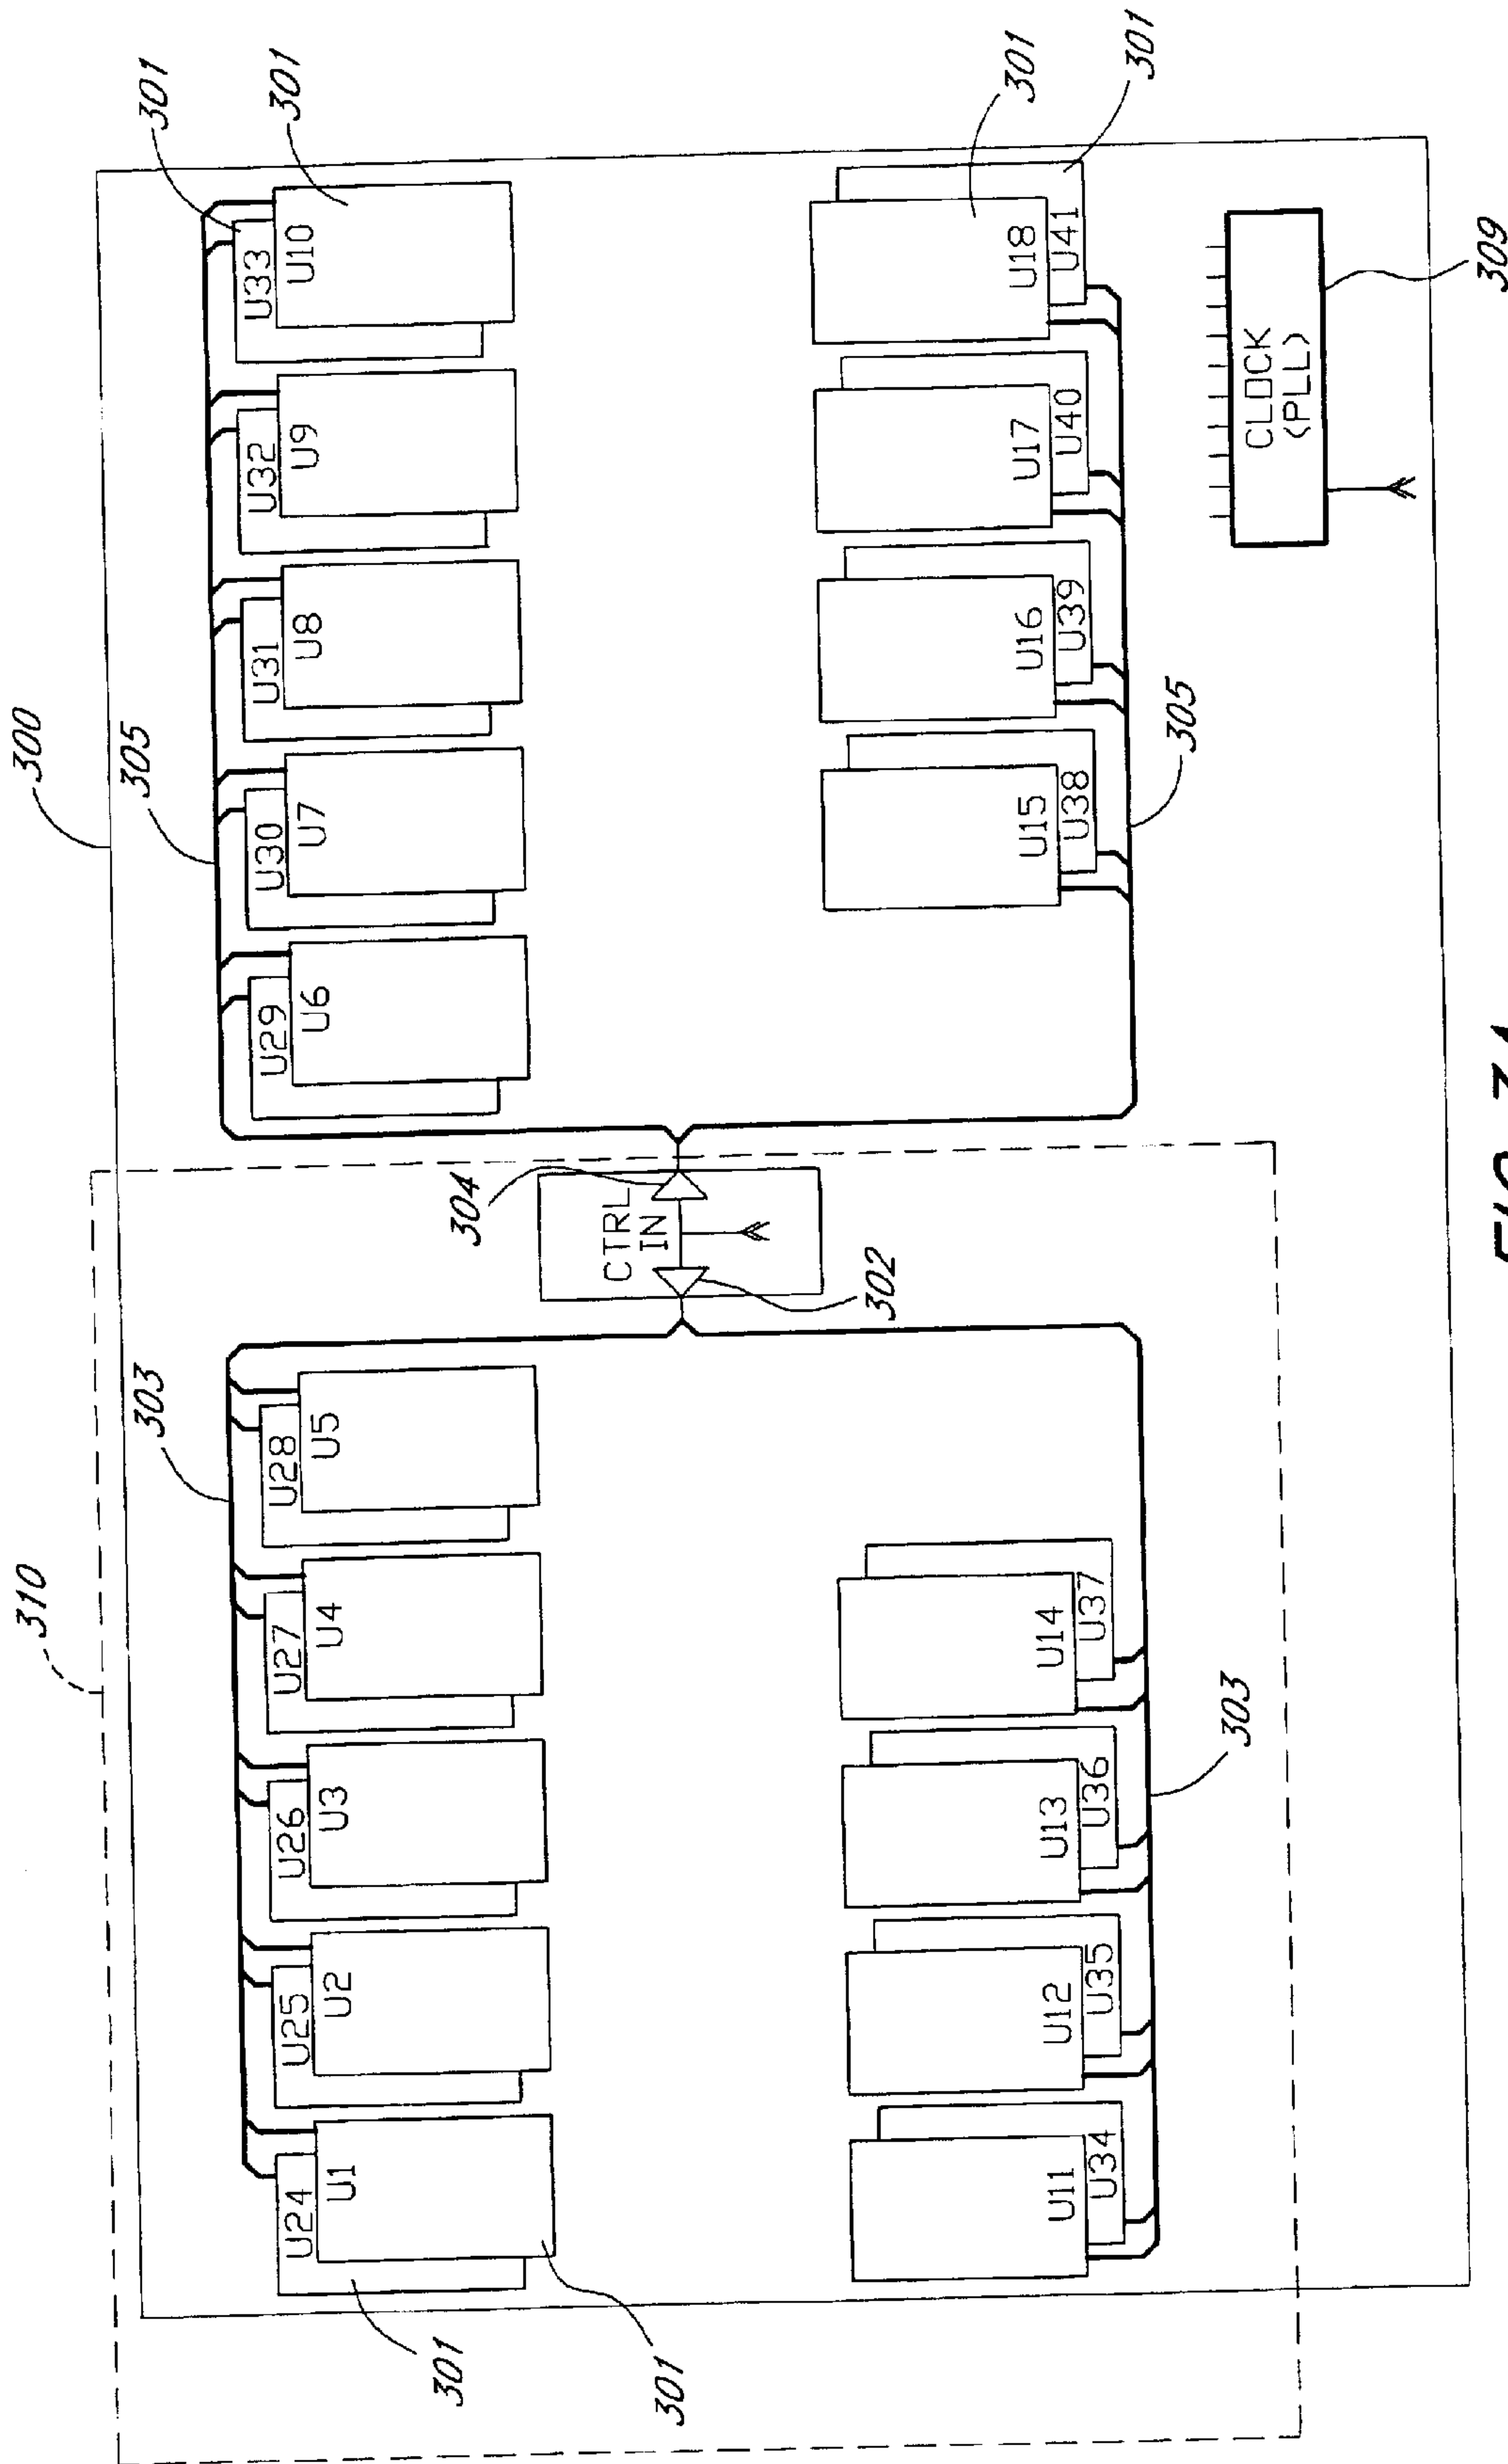 310
300
303
305
301
301
U24 U25 U26 U27 U28 U29 U30 U31 U32 U33
U1 U2 U3 U4 U5 U6 U7 U8 U9 U10
301
301
304
CTRL
IN
302
301
301
U11 U12 U13 U14 U15 U16 U17 U18
U34 U35 U36 U37 U38 U39 U40 U41
303
305
CLOCK
(PLL)
309
FIG. 3A